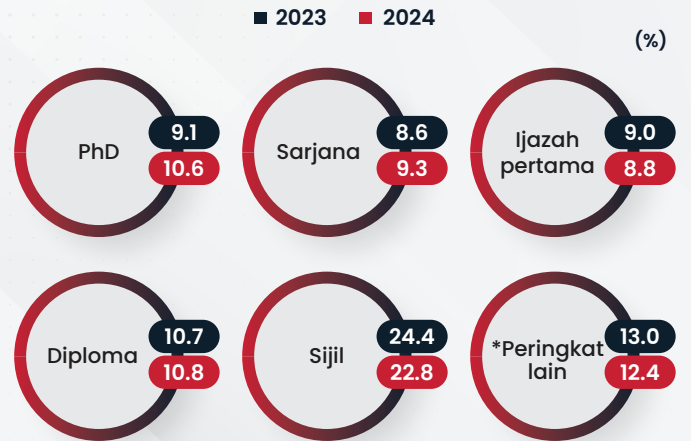 2023 2024
(%)
PhD
9.1
10.6
Sarjana
8.6
9.3
Ijazah
pertama
9.0
8.8
Diploma
10.7
10.8
Sijil
24.4
22.8
*Peringkat
lain
13.0
12.4